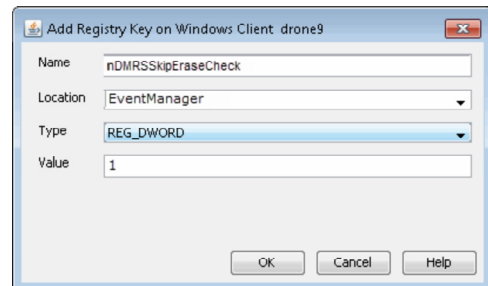 Add Registry Key on Windows Client drone9
Name nDMRSSkipEraseCheck
Location EventManager
Type REG_DWORD
Value 1
OK Cancel Help